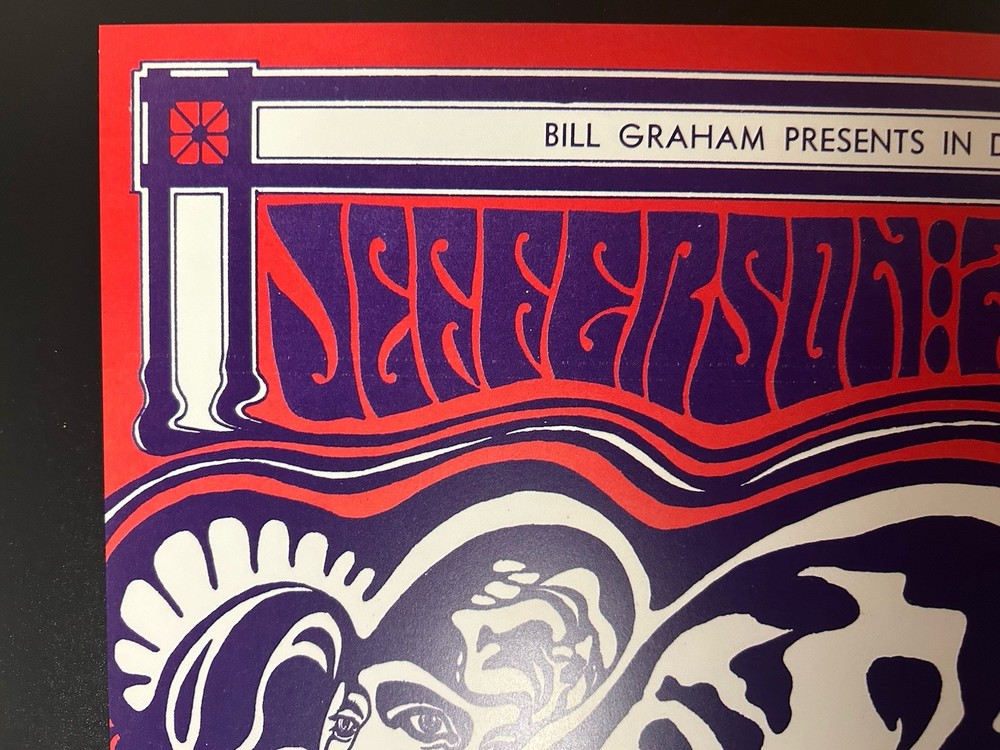 BILL GRAHAM PRESENTS IN D
JEFFERSON: